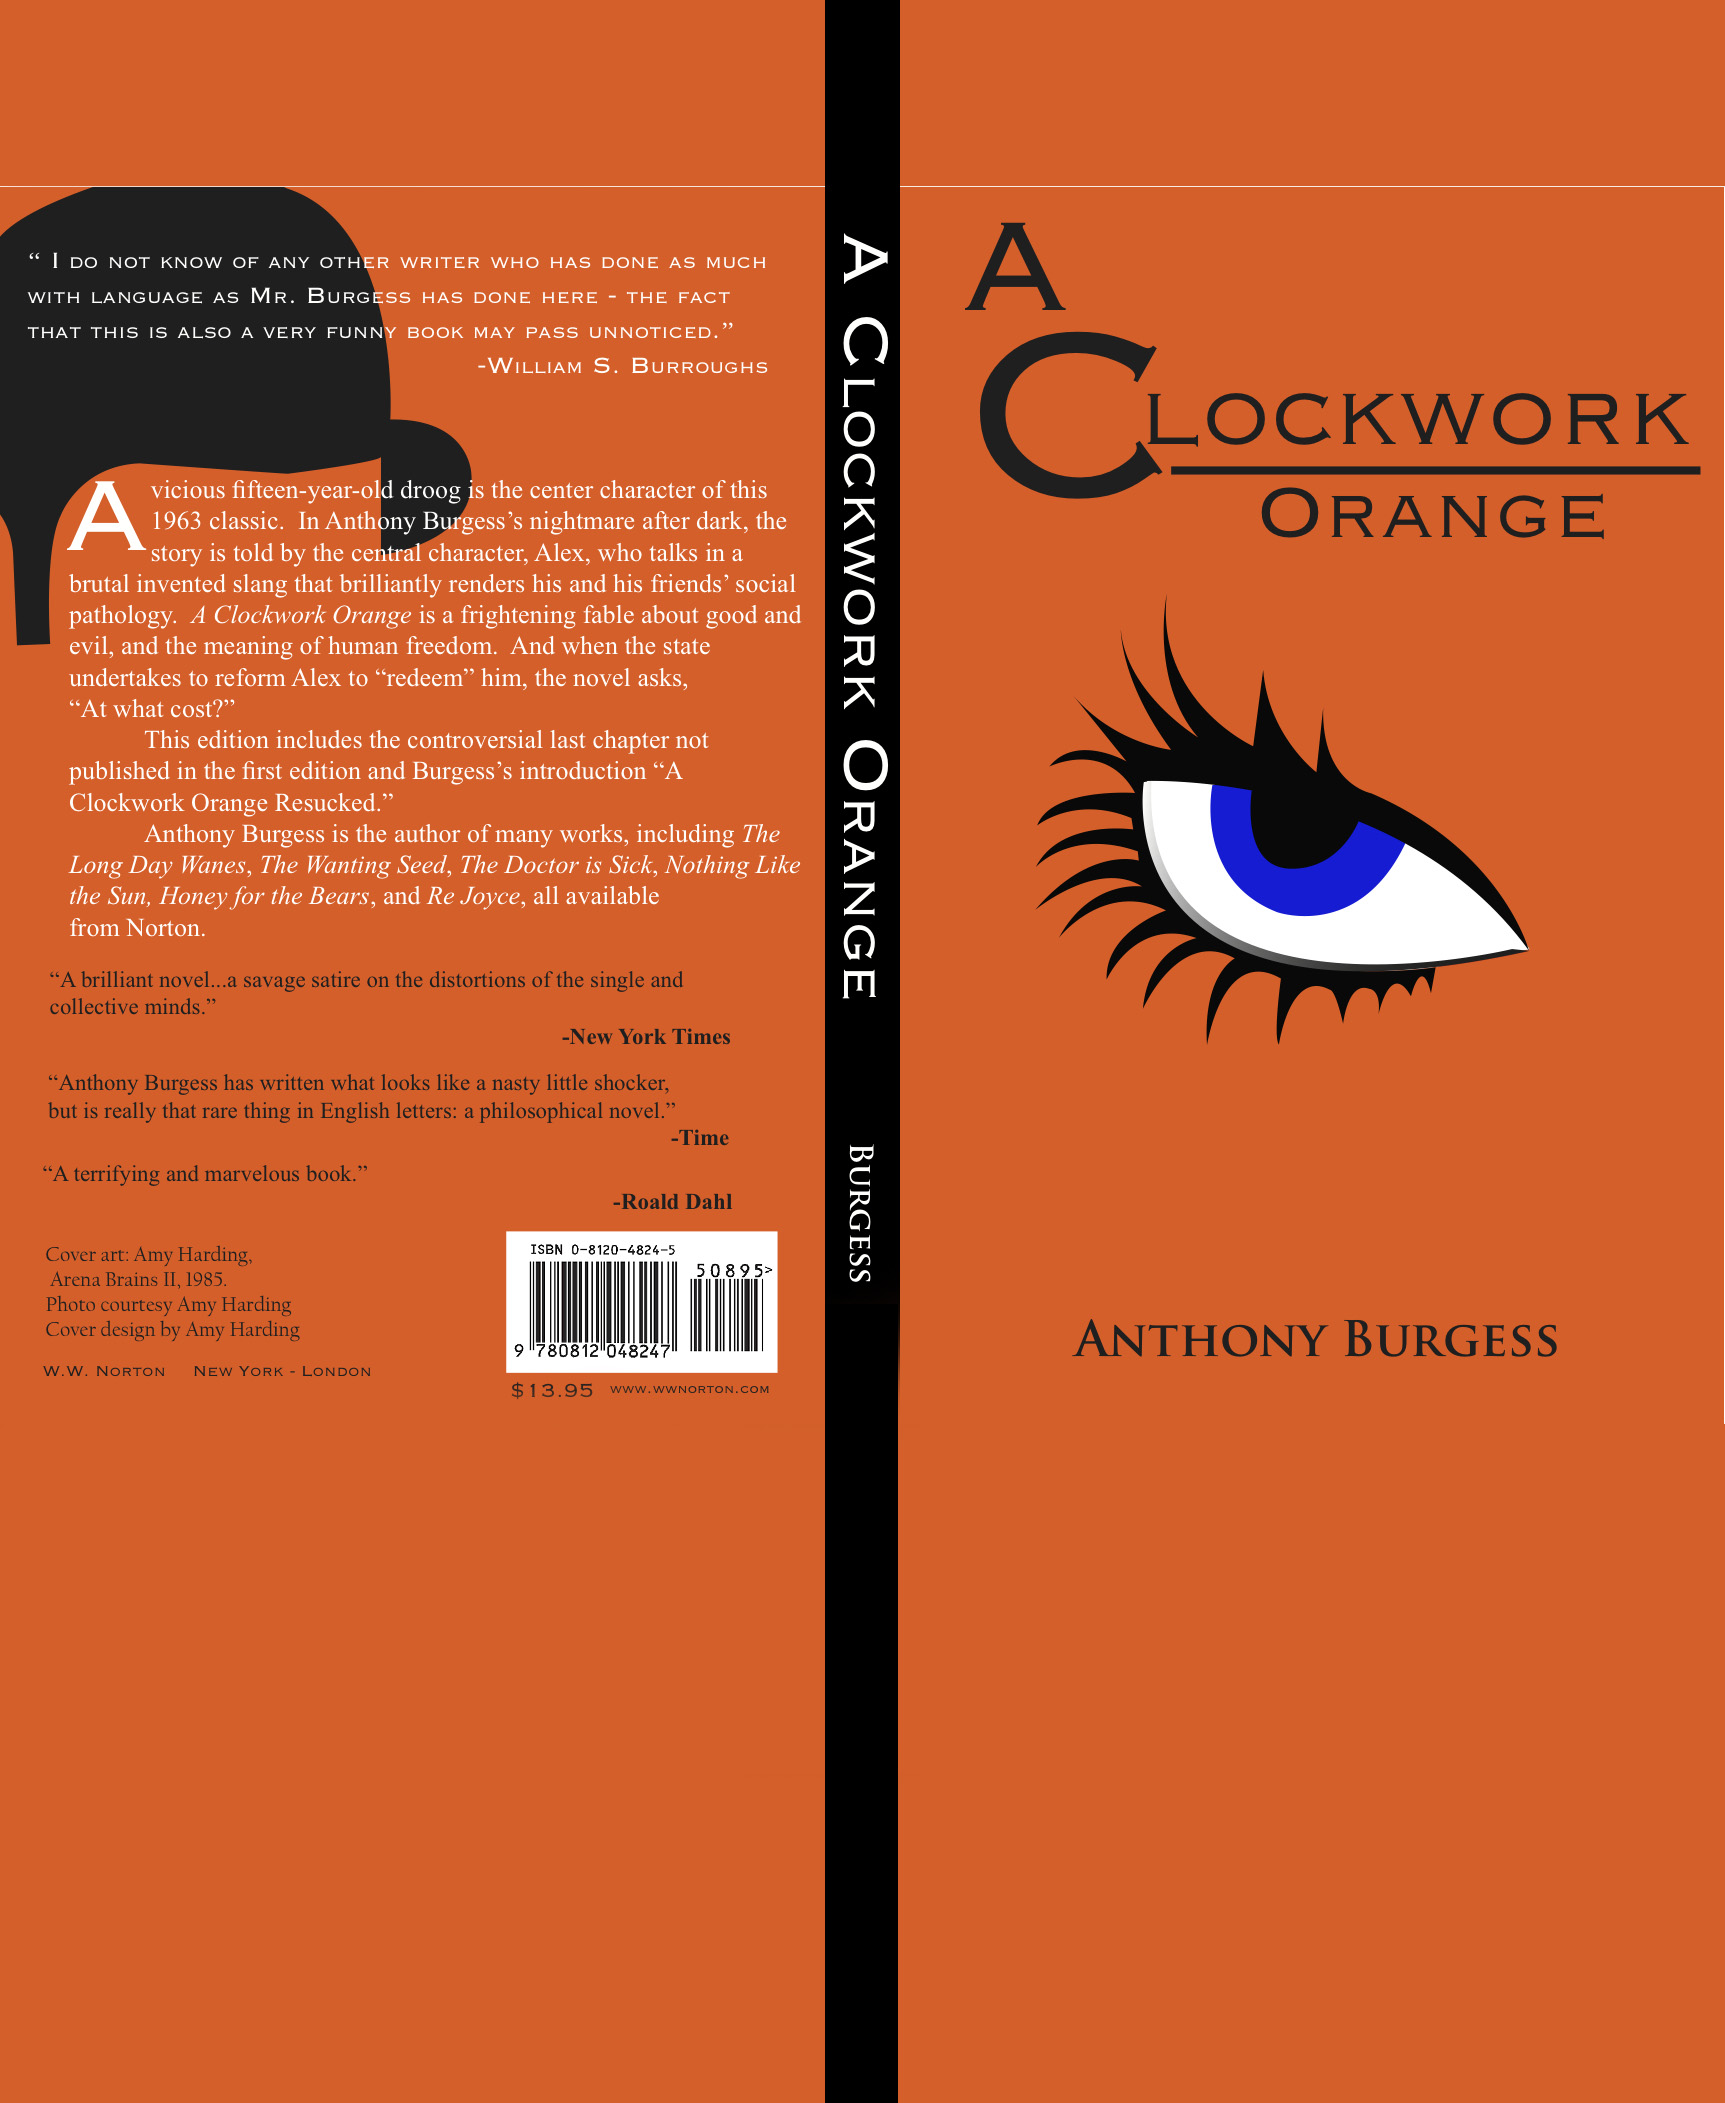 “ I do not know of any other writer who has done as much
with language as Mr. Burgess has done here - the fact
that this is also a very funny book may pass unnoticed.”
-William S. Burroughs
A vicious fifteen-year-old droog is the center character of this
1963 classic.  In Anthony Burgess’s nightmare after dark, the
story is told by the central character, Alex, who talks in a
brutal invented slang that brilliantly renders his and his friends’ social
pathology.  A Clockwork Orange is a frightening fable about good and
evil, and the meaning of human freedom.  And when the state
undertakes to reform Alex to “redeem” him, the novel asks,
“At what cost?”
This edition includes the controversial last chapter not
published in the first edition and Burgess’s introduction “A
Clockwork Orange Resucked.”
Anthony Burgess is the author of many works, including The
Long Day Wanes, The Wanting Seed, The Doctor is Sick, Nothing Like
the Sun, Honey for the Bears, and Re Joyce, all available
from Norton.
“A brilliant novel...a savage satire on the distortions of the single and
collective minds.”
-New York Times
“Anthony Burgess has written what looks like a nasty little shocker,
but is really that rare thing in English letters: a philosophical novel.”
-Time
“A terrifying and marvelous book.”
-Roald Dahl
Cover art: Amy Harding,
Arena Brains II, 1985.
Photo courtesy Amy Harding
Cover design by Amy Harding
W.W. Norton New York - London
ISBN 0-8120-4824-5
50895>
9 780812 048247
$13.95 www.wwnorton.com
A Clockwork Orange Burgess
A
Clockwork
Orange
Anthony Burgess